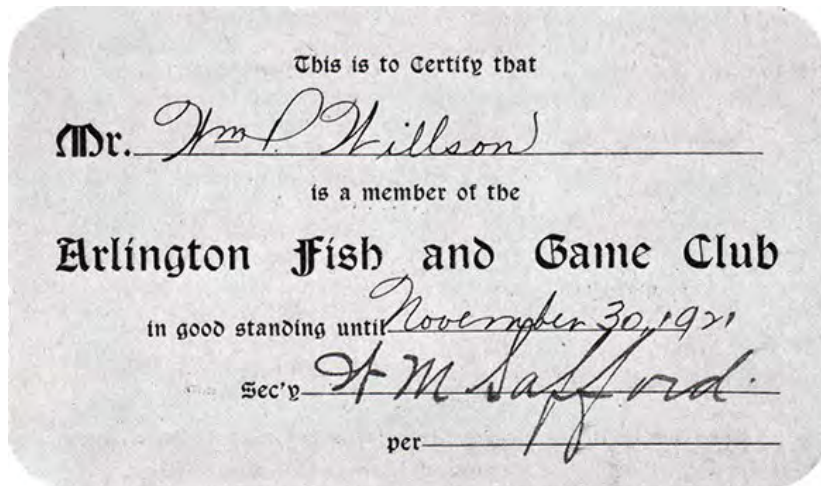 This is to Certify that
Mr. Wm P. Willson
is a member of the
Arlington Fish and Game Club
in good standing until November 30, 1921
Sec'y M Safford.
per